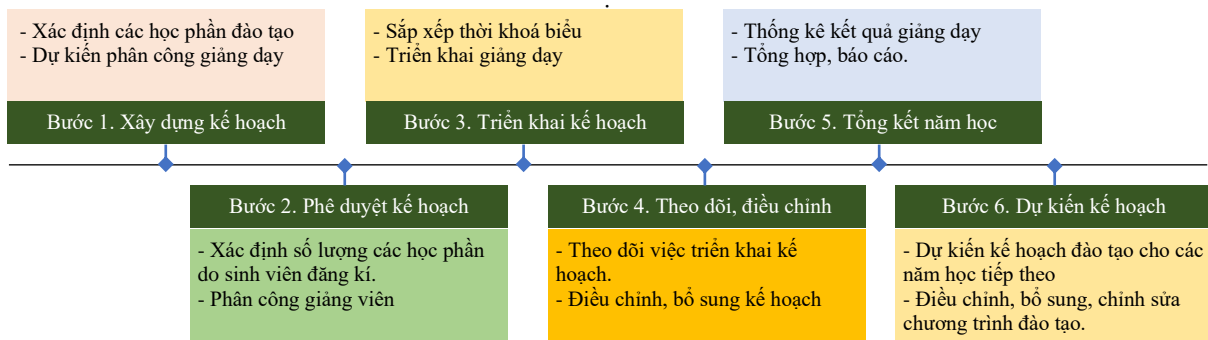 - Xác định các học phần đào tạo
- Dự kiến phân công giảng dạy
Bước 1. Xây dựng kế hoạch
Bước 2. Phê duyệt kế hoạch
- Xác định số lượng các học phần
do sinh viên đăng kí.
- Phân công giảng viên
- Sắp xếp thời khoá biểu
- Triển khai giảng dạy
Bước 3. Triển khai kế hoạch
Bước 4. Theo dõi, điều chỉnh
- Theo dõi việc triển khai kế
hoạch.
- Điều chỉnh, bổ sung kế hoạch
- Thống kê kết quả giảng dạy
- Tổng hợp, báo cáo.
Bước 5. Tổng kết năm học
Bước 6. Dự kiến kế hoạch
- Dự kiến kế hoạch đào tạo cho các
năm học tiếp theo
- Điều chỉnh, bổ sung, chỉnh sửa
chương trình đào tạo.